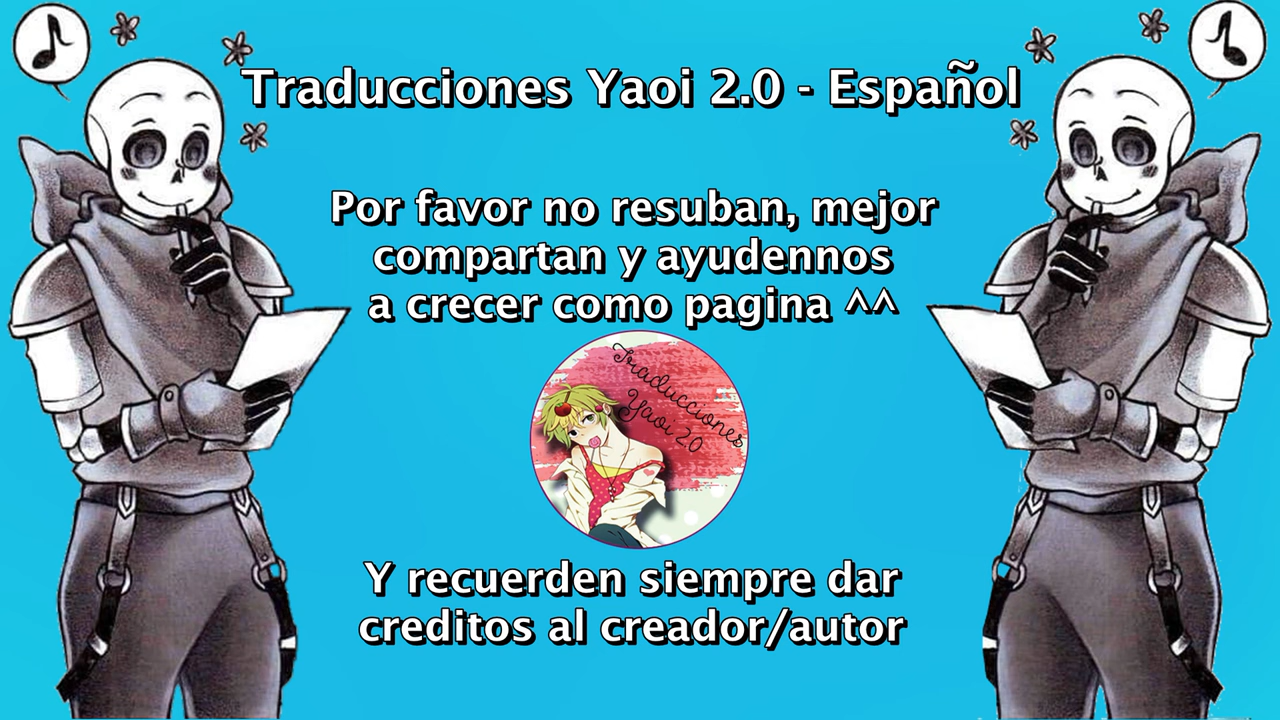 Traducciones Yaoi 2.0 - Español
Por favor no resuban, mejor
compartan y ayudennos
a crecer como pagina ^^
Traducciones
Yaoi 2.0
Y recuerden siempre dar
creditos al creador/autor